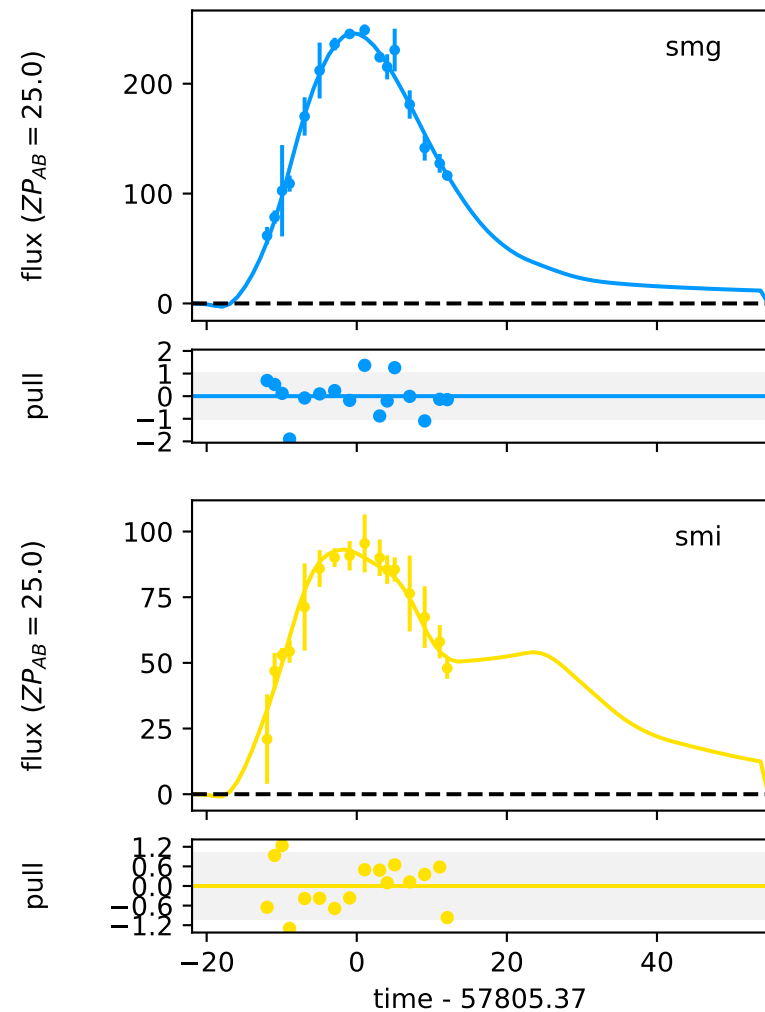 smg
flux (ZP_AB = 25.0)
200
100
0
pull
2
1
0
−1
−2
smi
flux (ZP_AB = 25.0)
100
75
50
25
0
pull
1.2
0.6
0.0
−0.6
−1.2
−20 0 20 40
time - 57805.37